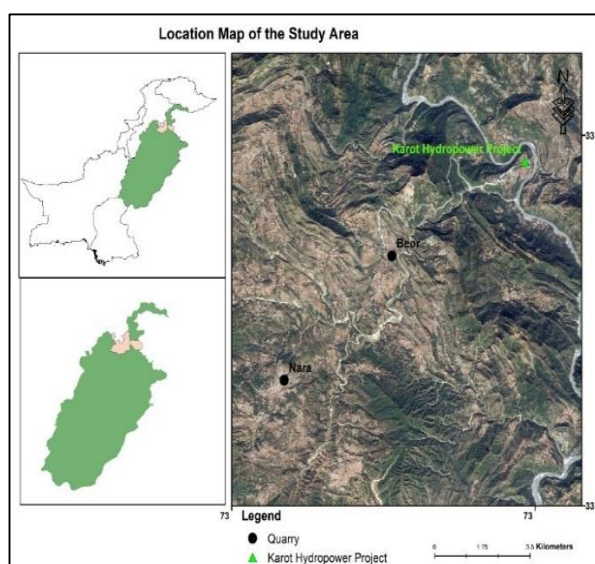 Location Map of the Study Area
N
33
Karot Hydropower Project
Beor
Nara
33
73
73
Legend
Quarry
Karot Hydropower Project
0 1.75 3.5 Kilometers